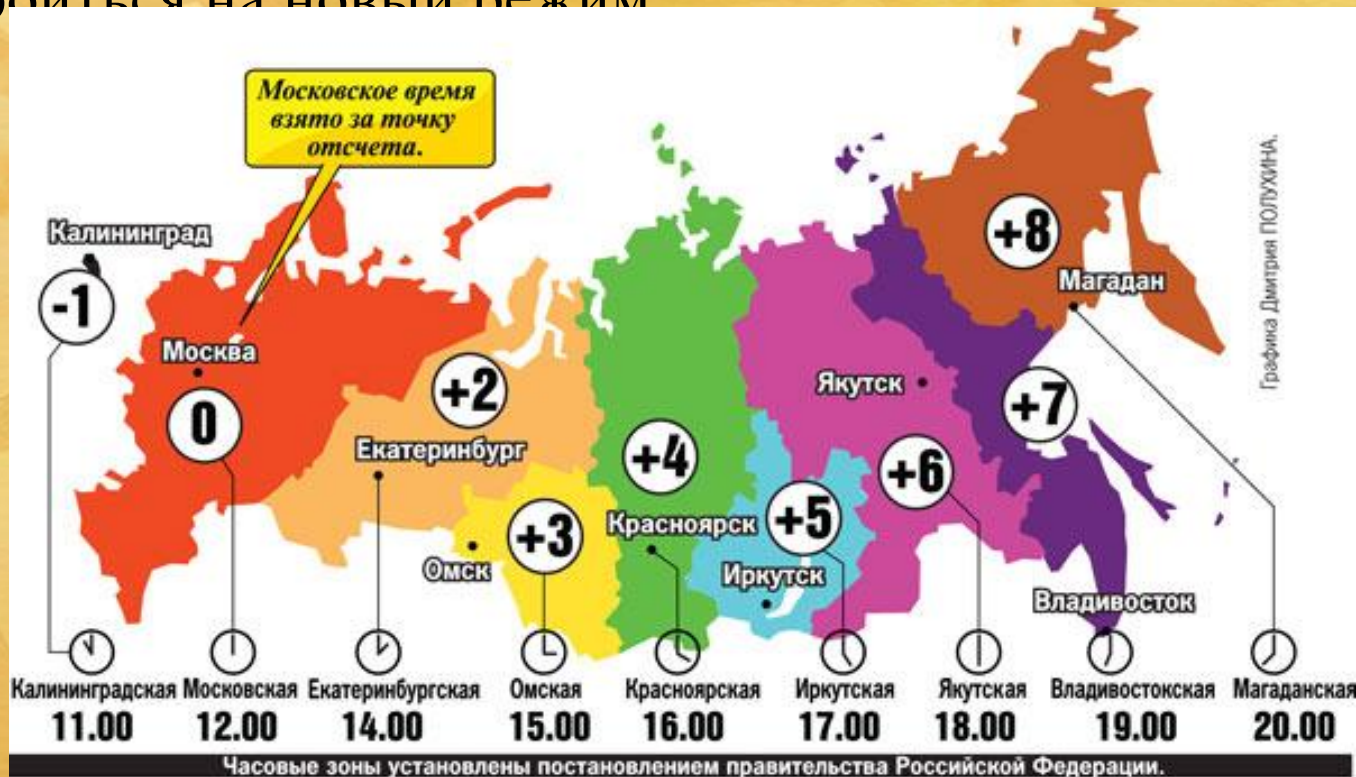 на новый режим
Московское время
взято за точку
отсчета.
Калининград
-1
Москва
0
+2
Екатеринбург
+3
Омск
+4
Красноярск
+5
Иркутск
Якутск
+6
+7
Владивосток
+8
Магадан
Графика Дмитрия ПОЛУХИНА.
Калининградская Московская Екатеринбургская Омская Красноярская Иркутская Якутская Владивостокская Магаданская
11.00 12.00 14.00 15.00 16.00 17.00 18.00 19.00 20.00
Часовые зоны установлены постановлением правительства Российской Федерации.